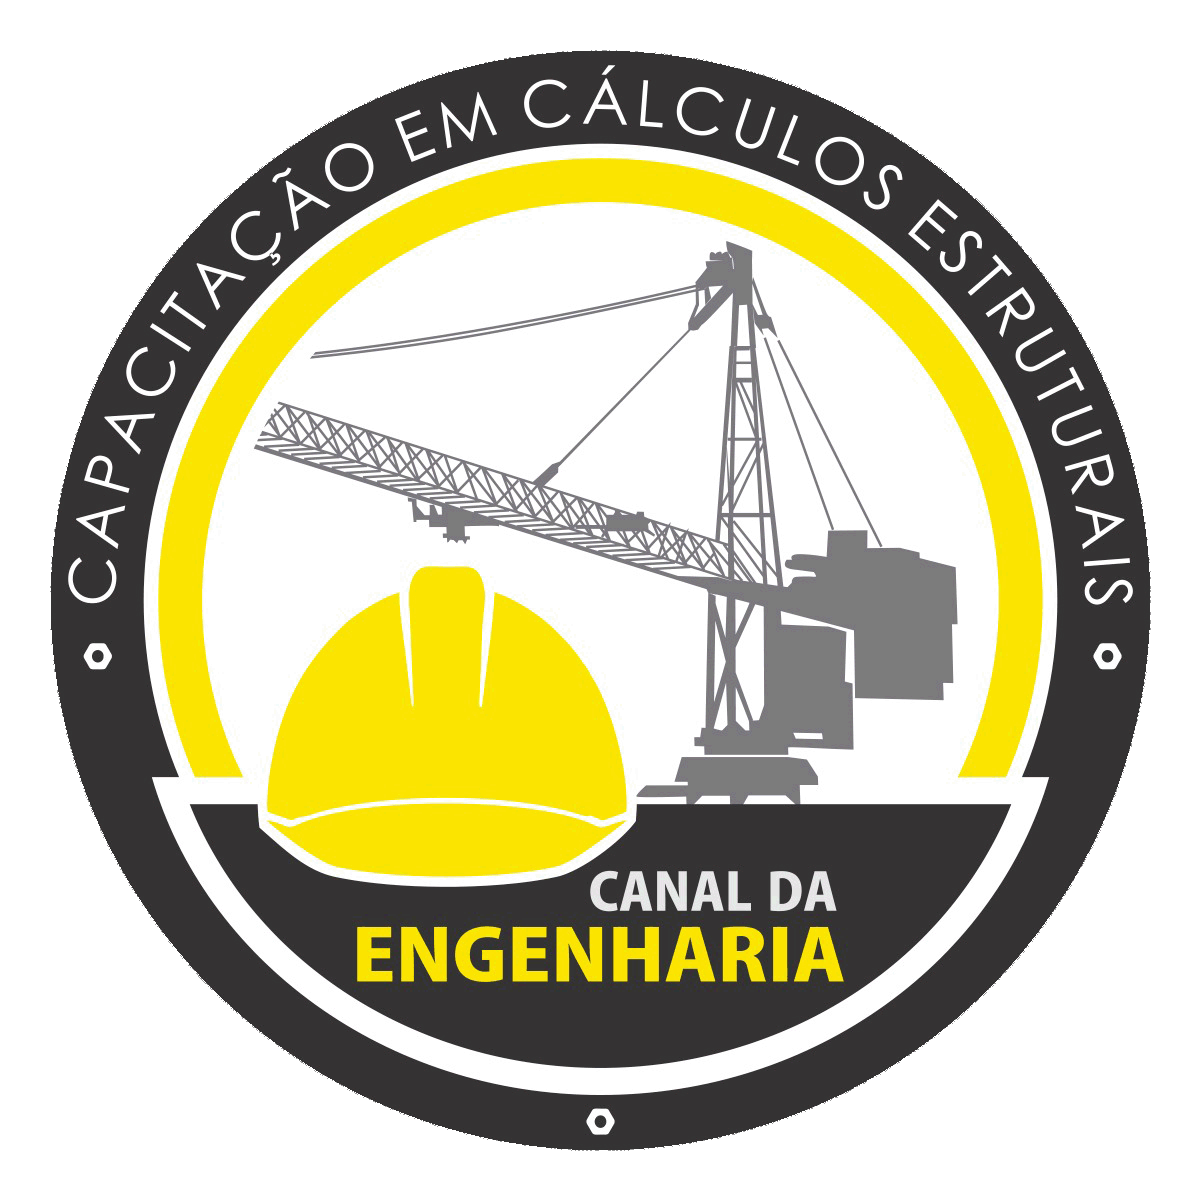 CAPACITAÇÃO EM CÁLCULOS ESTRUTURAIS
CANAL DA
ENGENHARIA